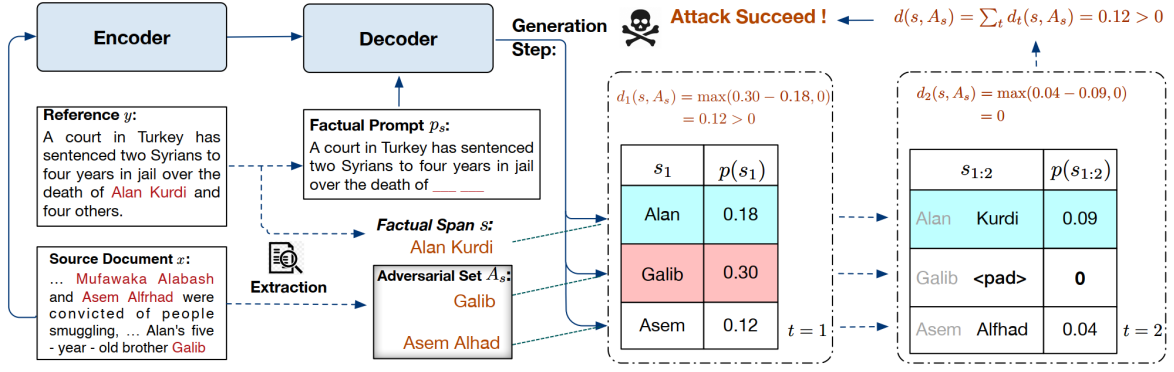 Encoder
Decoder
Generation
Step:
Attack Succeed !
d(s, A_s) = ∑_t d_t(s, A_s) = 0.12 > 0
Reference y:
A court in Turkey has
sentenced two Syrians to
four years in jail over the
death of Alan Kurdi and
four others.
Factual Prompt p_s:
A court in Turkey has sentenced
two Syrians to four years in jail
over the death of ___ ___
Source Document x:
... Mufawaka Alabash
and Asem Alfrhad were
convicted of people
smuggling, ... Alan's five
- year - old brother Galib
Extraction
Factual Span s:
Alan Kurdi
Adversarial Set A_s:
Galib
Asem Alhad
d_1(s, A_s) = max(0.30 − 0.18, 0)
= 0.12 > 0
s_1 p(s_1)
Alan 0.18
Galib 0.30
Asem 0.12
t = 1
d_2(s, A_s) = max(0.04 − 0.09, 0)
= 0
s_{1:2} p(s_{1:2})
Alan Kurdi 0.09
Galib <pad> 0
Asem Alfhad 0.04
t = 2